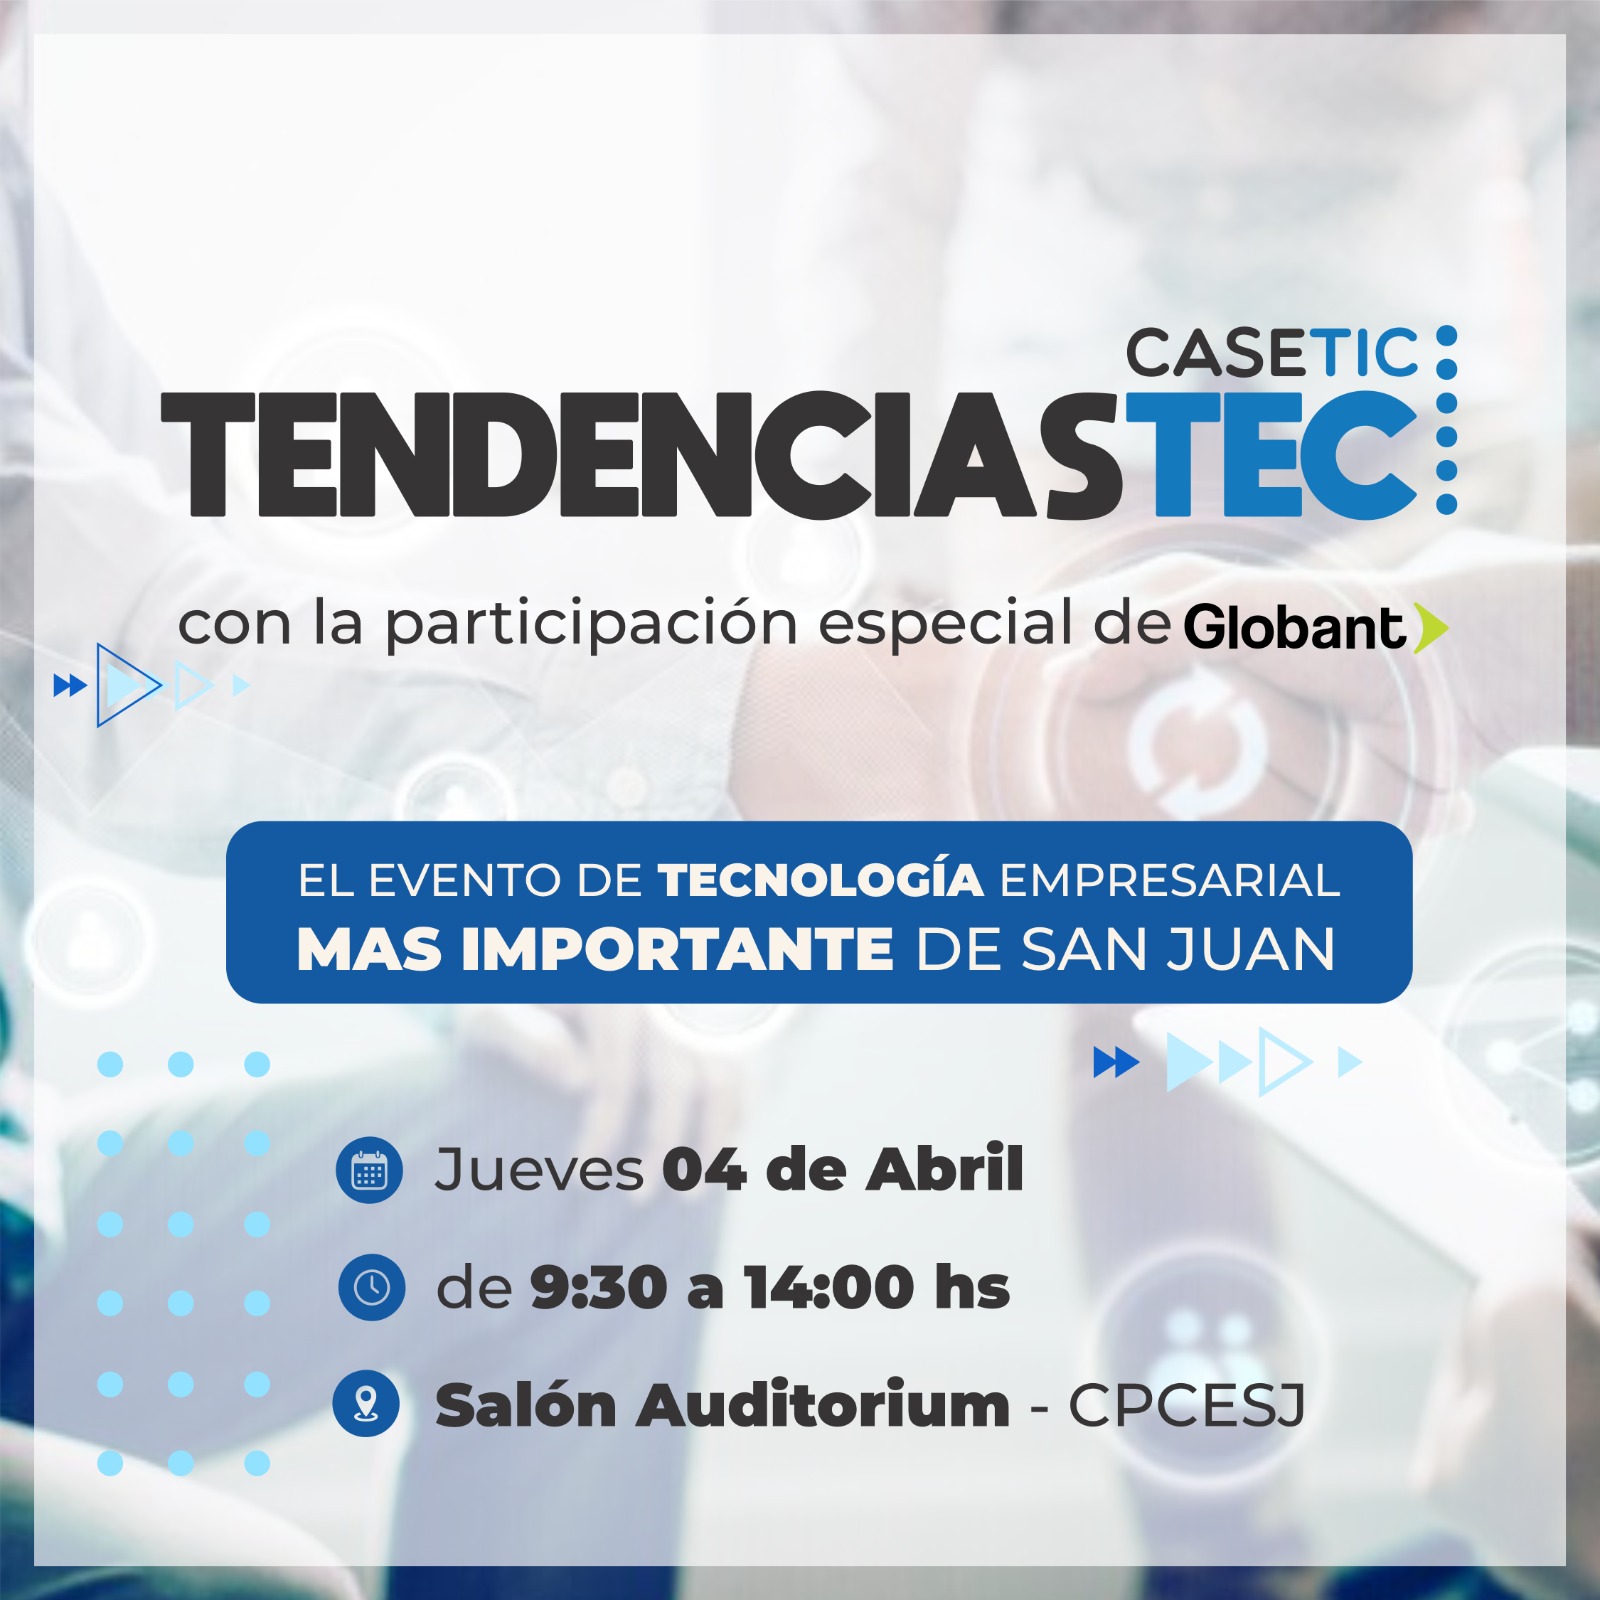 CASETIC
TENDENCIASTEC
con la participación especial de Globant
EL EVENTO DE TECNOLOGÍA EMPRESARIAL
MAS IMPORTANTE DE SAN JUAN
Jueves 04 de Abril
de 9:30 a 14:00 hs
Salón Auditorium - CPCESJ